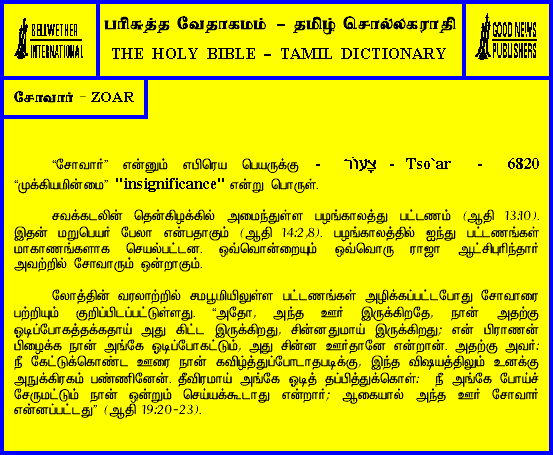 BELLWETHER
INTERNATIONAL
பரிசுத்த வேதாகமம் – தமிழ் சொல்லகராதி
THE HOLY BIBLE – TAMIL DICTIONARY
GOOD NEWS
PUBLISHERS
சோவார் – ZOAR
“சோவார்” என்னும் எபிரெய பெயருக்கு - צֹעַר - Tso`ar - 6820
“முக்கியமின்மை” "insignificance" என்று பொருள்.
சவக்கடலின் தென்கிழக்கில் அமைந்துள்ள பழங்காலத்து பட்டணம் (ஆதி 13:10).
இதன் மறுபெயர் பேலா என்பதாகும் (ஆதி 14:2,8). பழங்காலத்தில் ஐந்து பட்டணங்கள்
மாகாணங்களாக செயல்பட்டன. ஒவ்வொன்றையும் ஒவ்வொரு ராஜா ஆட்சிபுரிந்தார்
அவற்றில் சோவாரும் ஒன்றாகும்.
லோத்தின் வரலாற்றில் சமபூமியிலுள்ள பட்டணங்கள் அழிக்கப்பட்டபோது சோவாரை
பற்றியும் குறிப்பிடப்பட்டுள்ளது. “அதோ, அந்த ஊர் இருக்கிறதே, நான் அதற்கு
ஓடிப்போகத்தக்கதாய் அது கிட்ட இருக்கிறது, சின்னதுமாய் இருக்கிறது; என் பிராணன்
பிழைக்க நான் அங்கே ஓடிப்போகட்டும், அது சின்ன ஊர்தானே என்றான். அதற்கு அவர்:
நீ கேட்டுக்கொண்ட ஊரை நான் கவிழ்த்துப்போடாதபடிக்கு, இந்த விஷயத்திலும் உனக்கு
அநுக்கிரகம் பண்ணினேன். தீவிரமாய் அங்கே ஓடித் தப்பித்துக்கொள்: நீ அங்கே போய்ச்
சேருமட்டும் நான் ஒன்றும் செய்யக்கூடாது என்றார்; ஆகையால் அந்த ஊர் சோவார்
என்னப்பட்டது” (ஆதி 19:20-23).